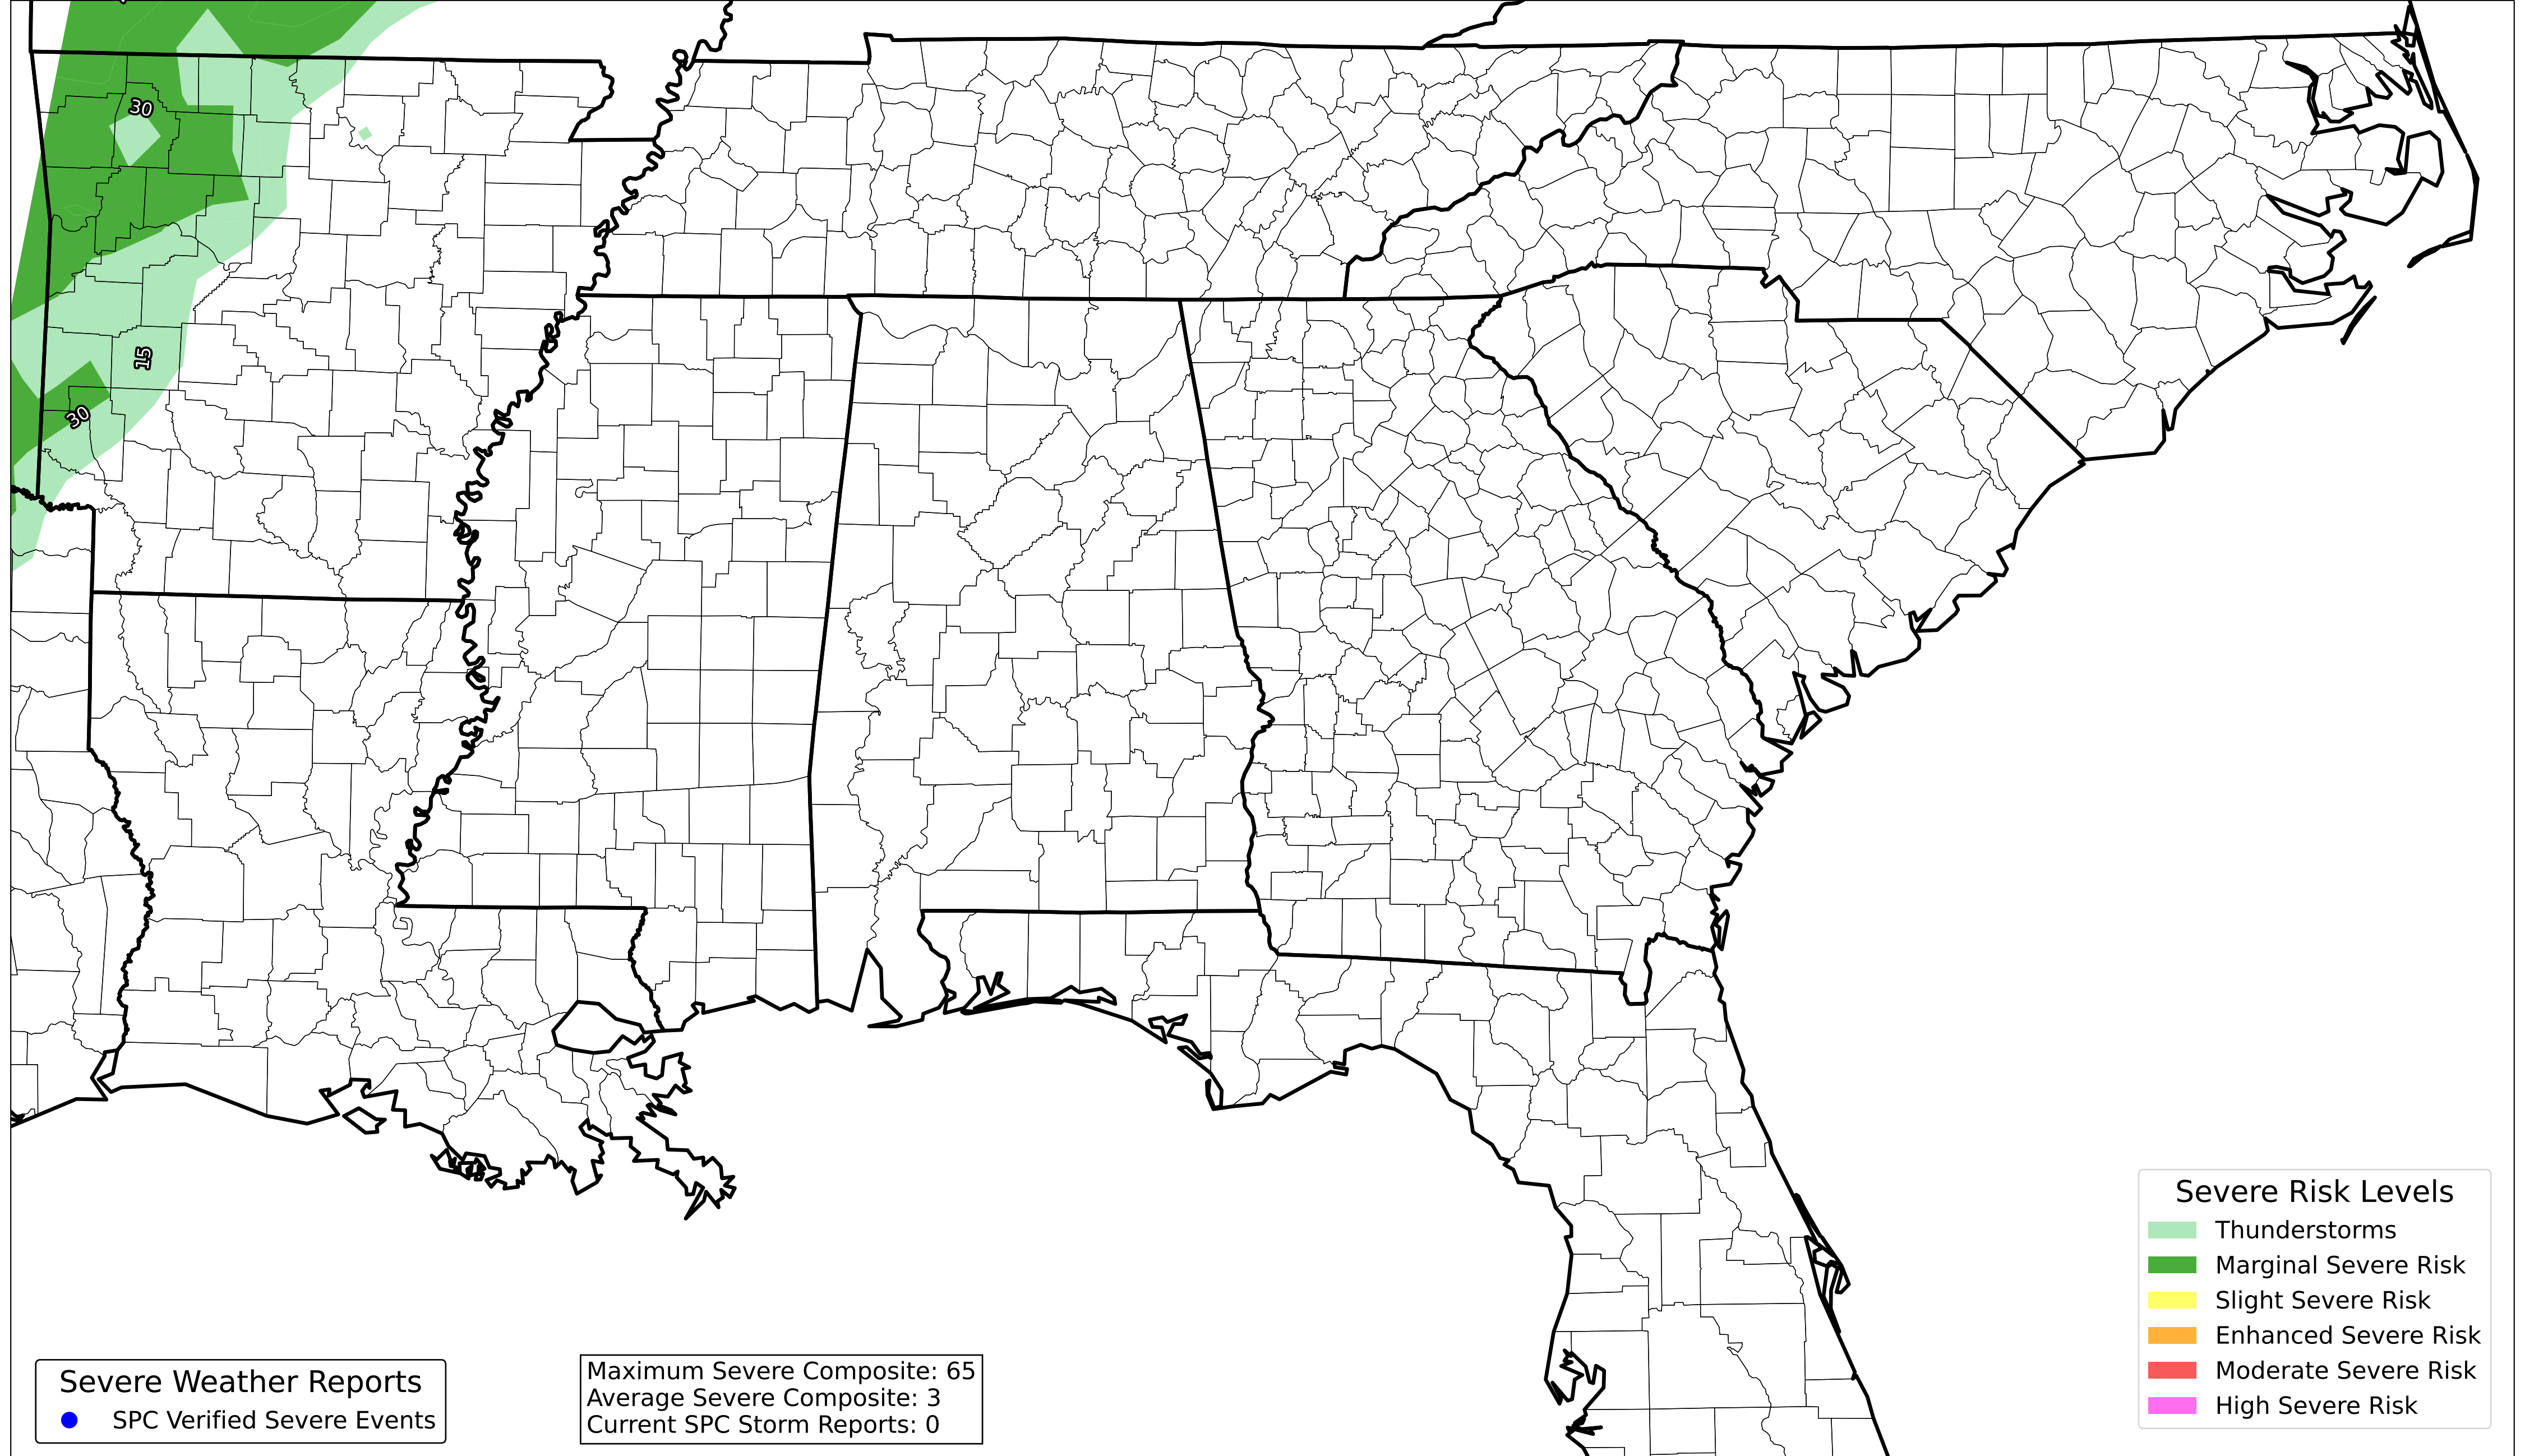 30
15
30
Severe Weather Reports
SPC Verified Severe Events
Maximum Severe Composite: 65
Average Severe Composite: 3
Current SPC Storm Reports: 0
Severe Risk Levels
Thunderstorms
Marginal Severe Risk
Slight Severe Risk
Enhanced Severe Risk
Moderate Severe Risk
High Severe Risk